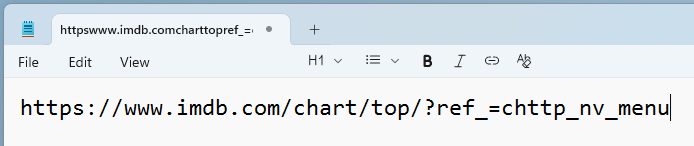 httpswww.imdb.comcharttopref_=c
File Edit View H1 B I
https://www.imdb.com/chart/top/?ref_=chttp_nv_menu